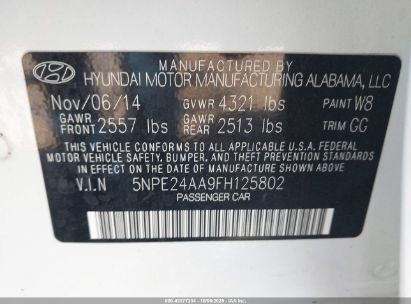 MANUFACTURED BY
HYUNDAI MOTOR MANUFACTURING ALABAMA, LLC
Nov/06/14 GVWR 4321 lbs PAINT W8
GAWR FRONT 2557 lbs GAWR REAR 2513 lbs TRIM GG
THIS VEHICLE CONFORMS TO ALL APPLICABLE U.S.A. FEDERAL
MOTOR VEHICLE SAFETY, BUMPER, AND THEFT PREVENTION STANDARDS
IN EFFECT ON THE DATE OF MANUFACTURE SHOWN ABOVE.
V.I.N 5NPE24AA9FH125802
PASSENGER CAR